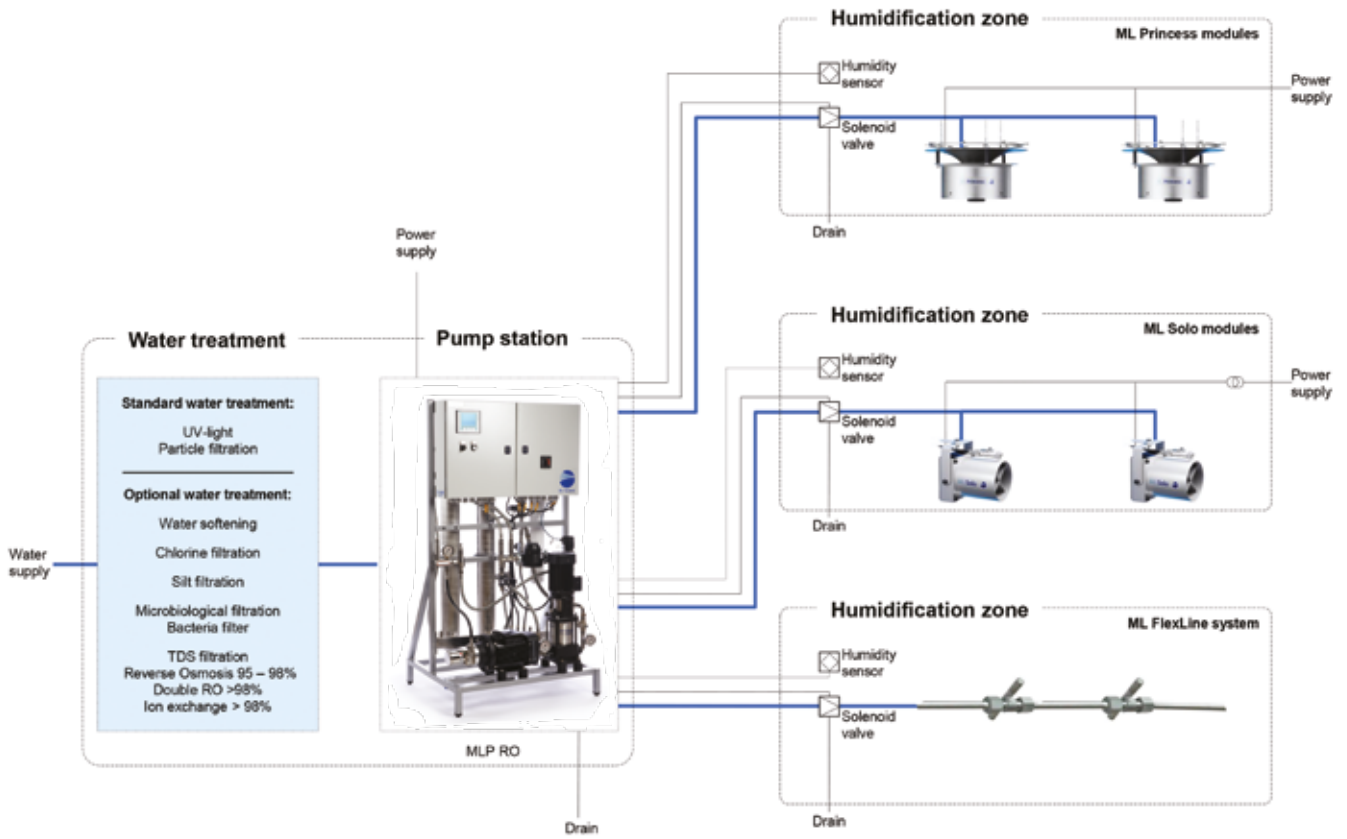 Humidification zone
ML Princess modules
Humidity
sensor
Power
supply
Solenoid
valve
Drain
Power
supply
Humidification zone
ML Solo modules
Humidity
sensor
Power
supply
Solenoid
valve
Drain
Water treatment
Pump station
Standard water treatment:
UV-light
Particle filtration
Optional water treatment:
Water softening
Chlorine filtration
Silt filtration
Microbiological filtration
Bacteria filter
TDS filtration
Reverse Osmosis 95 – 98%
Double RO >98%
Ion exchange > 98%
Water
supply
MLP RO
Drain
Humidification zone
ML FlexLine system
Humidity
sensor
Solenoid
valve
Drain